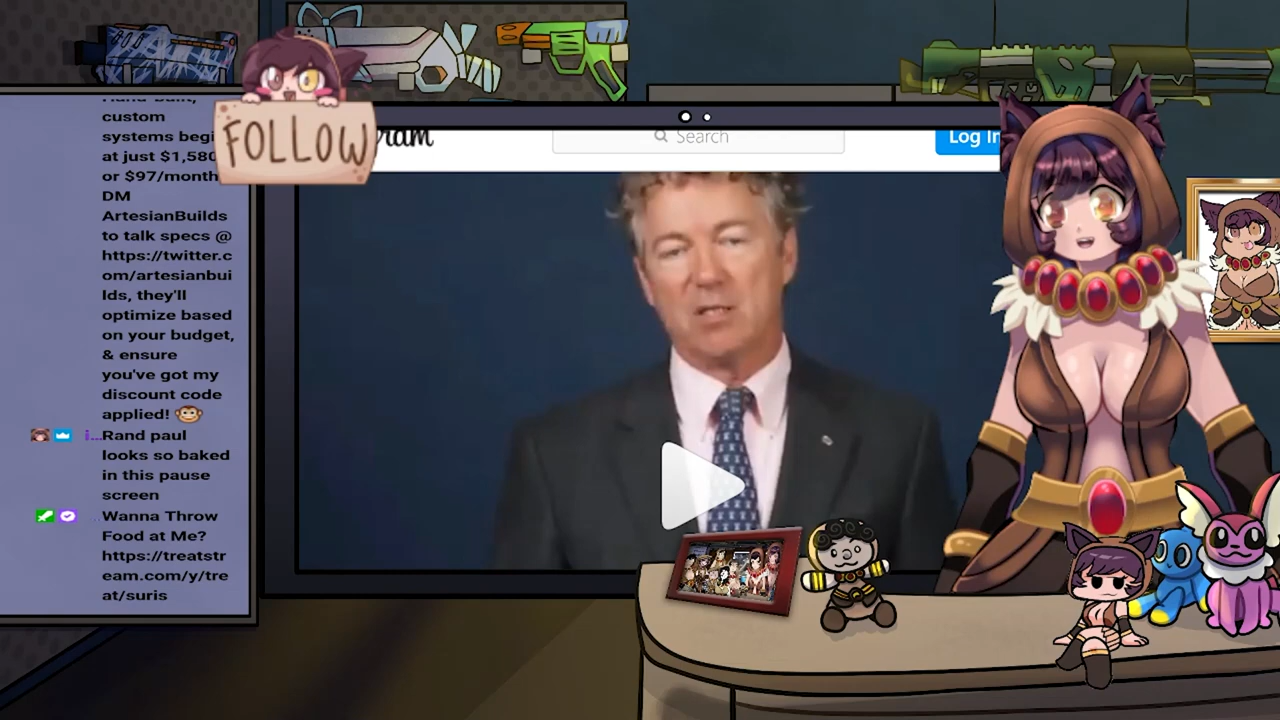 custom
systems begi
at just $1,580
or $97/month
DM
ArtesianBuilds
to talk specs @
https://twitter.c
om/artesianbui
lds, they'll
optimize based
on your budget,
& ensure
you've got my
discount code
applied!
Rand paul
looks so baked
in this pause
screen
Wanna Throw
Food at Me?
https://treatstr
eam.com/y/tre
at/suris
FOLLOW
ram
Search
Log In